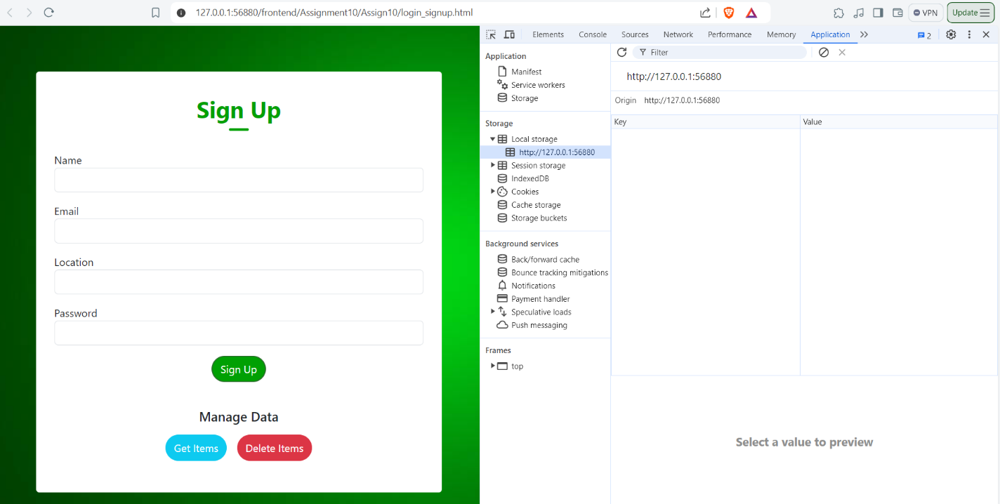 127.0.0.1:56880/frontend/Assignment10/Assign10/login_signup.html
VPN
Update
Sign Up
Name
Email
Location
Password
Sign Up
Manage Data
Get Items
Delete Items
Elements
Console
Sources
Network
Performance
Memory
Application
2
Application
Manifest
Service workers
Storage
Storage
Local storage
http://127.0.0.1:56880
Session storage
IndexedDB
Cookies
Cache storage
Storage buckets
Background services
Back/forward cache
Bounce tracking mitigations
Notifications
Payment handler
Speculative loads
Push messaging
Frames
top
Filter
http://127.0.0.1:56880
Origin http://127.0.0.1:56880
Key Value
Select a value to preview